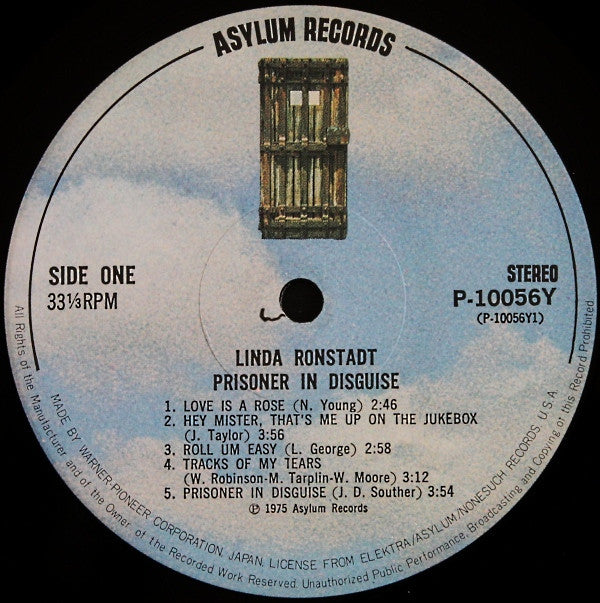 ASYLUM RECORDS
SIDE ONE
33⅓RPM
STEREO
P-10056Y
(P-10056Y1)
LINDA RONSTADT
PRISONER IN DISGUISE
1. LOVE IS A ROSE (N. Young) 2:46
2. HEY MISTER, THAT'S ME UP ON THE JUKEBOX
(J. Taylor) 3:56
3. ROLL UM EASY (L. George) 2:58
4. TRACKS OF MY TEARS
(W. Robinson-M. Tarplin-W. Moore) 3:12
5. PRISONER IN DISGUISE (J. D. Souther) 3:54
℗ 1975 Asylum Records
MADE BY WARNER-PIONEER CORPORATION, JAPAN, LICENSE FROM ELEKTRA/ASYLUM/NONESUCH RECORDS, U.S.A.
All Rights of the Manufacturer and of the Owner of the Recorded Work Reserved. Unauthorized Public Performance, Broadcasting and Copying of this Record Prohibited.